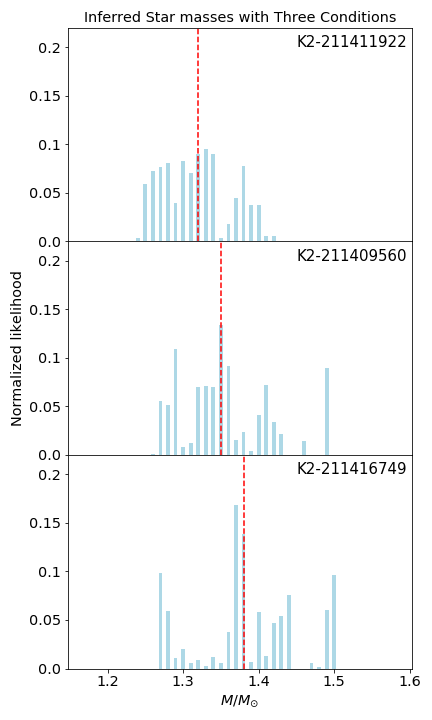 Inferred Star masses with Three Conditions
K2-211411922
0.2
0.15
0.1
0.05
0.0
K2-211409560
0.2
0.15
0.1
0.05
0.0
Normalized likelihood
K2-211416749
0.2
0.15
0.1
0.05
0.0
1.2 1.3 1.4 1.5 1.6
M/M⊙